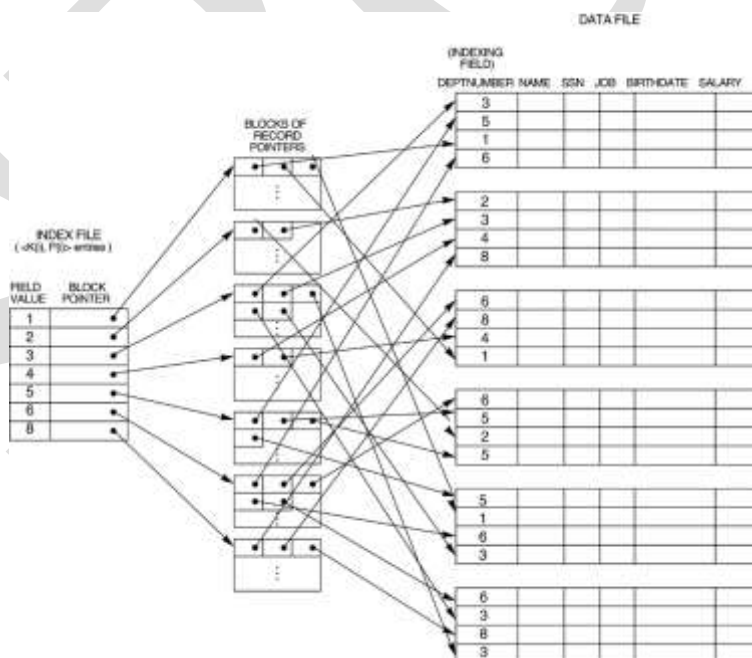 DATA FILE
(INDEXING
FIELD)
DEPTNUMBER NAME SSN JOB BIRTHDATE SALARY
3
5
1
6
BLOCKS OF
RECORD
POINTERS
2
3
4
8
INDEX FILE
( <K(i), P(i)> entries )
FIELD
VALUE
BLOCK
POINTER
1
2
3
4
5
6
8
6
8
4
1
6
5
2
5
5
1
6
3
6
3
8
3